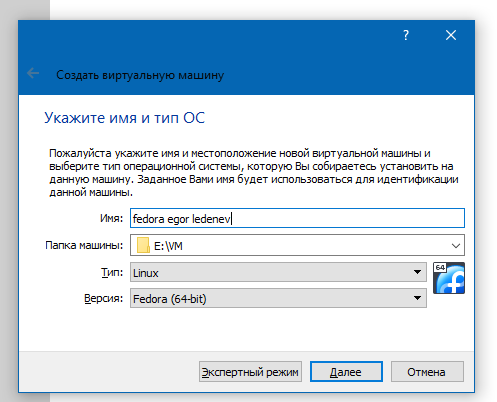 ?
Создать виртуальную машину
Укажите имя и тип ОС
Пожалуйста укажите имя и местоположение новой виртуальной машины и
выберите тип операционной системы, которую Вы собираетесь установить на
данную машину. Заданное Вами имя будет использоваться для идентификации
данной машины.
Имя: fedora egor ledenev
Папка машины: E:\VM
Тип: Linux
64
Версия: Fedora (64-bit)
Экспертный режим Далее Отмена